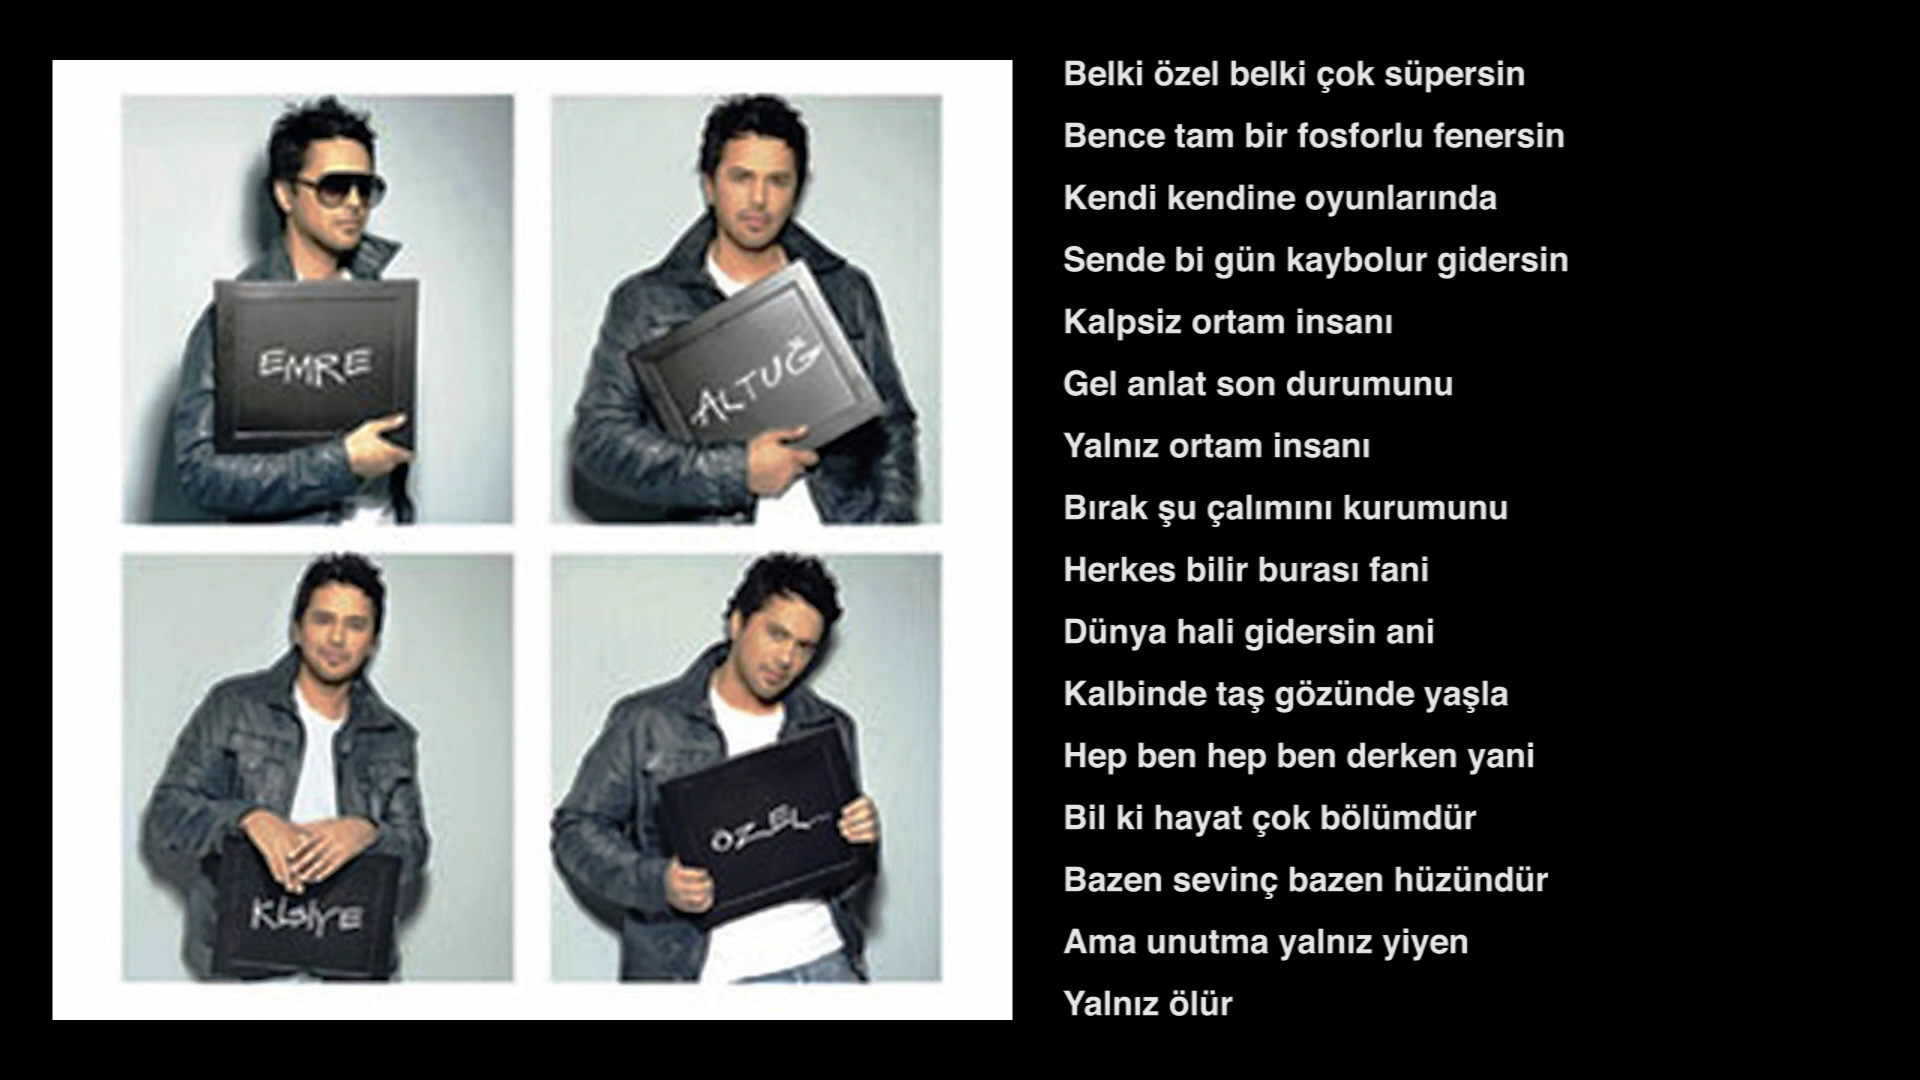 EMRE
ALTUĞ
KİŞİYE
ÖZEL
Belki özel belki çok süpersin
Bence tam bir fosforlu fenersin
Kendi kendine oyunlarında
Sende bi gün kaybolur gidersin
Kalpsiz ortam insanı
Gel anlat son durumunu
Yalnız ortam insanı
Bırak şu çalımını kurumunu
Herkes bilir burası fani
Dünya hali gidersin ani
Kalbinde taş gözünde yaşla
Hep ben hep ben derken yani
Bil ki hayat çok bölümdür
Bazen sevinç bazen hüzündür
Ama unutma yalnız yiyen
Yalnız ölür